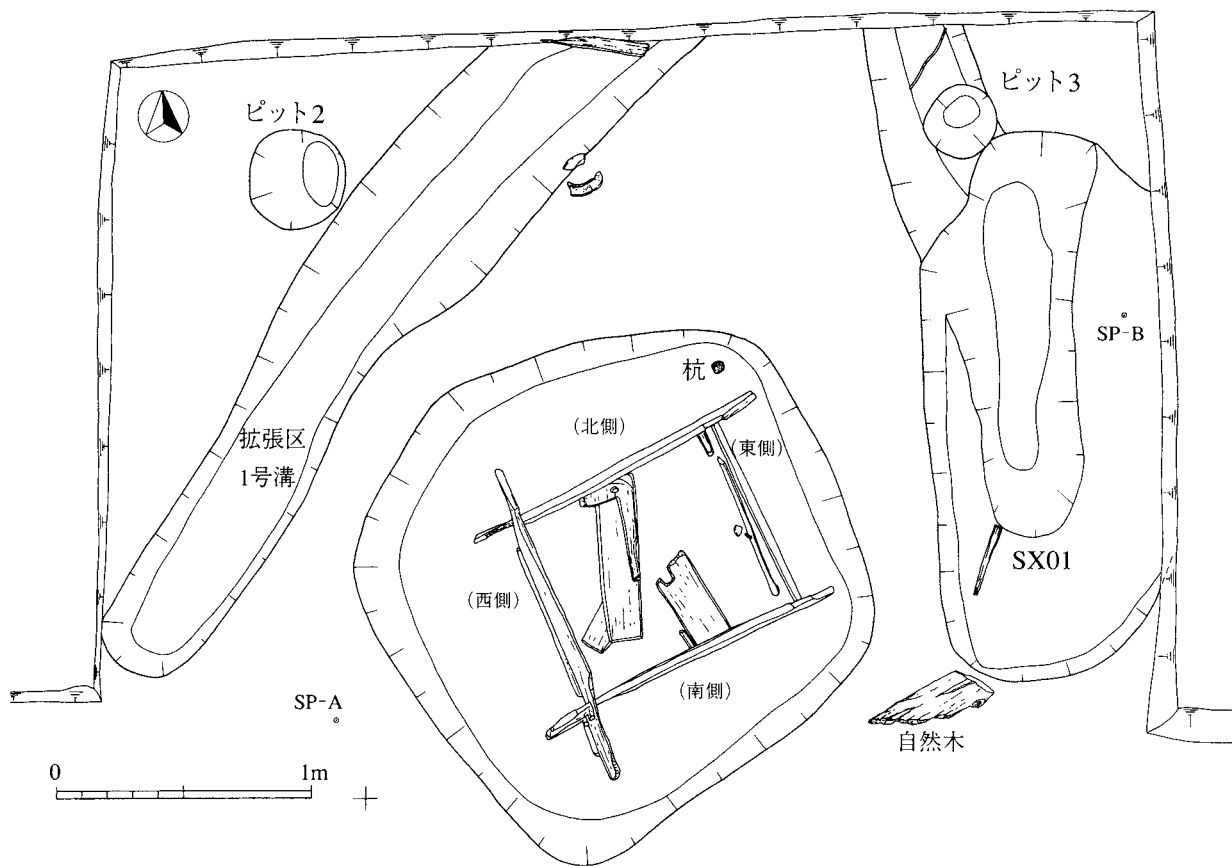 ピット2
ピット3
SP-B
杭
(北側)
(東側)
拡張区
1号溝
(西側)
SX01
(南側)
SP-A
自然木
0 1m